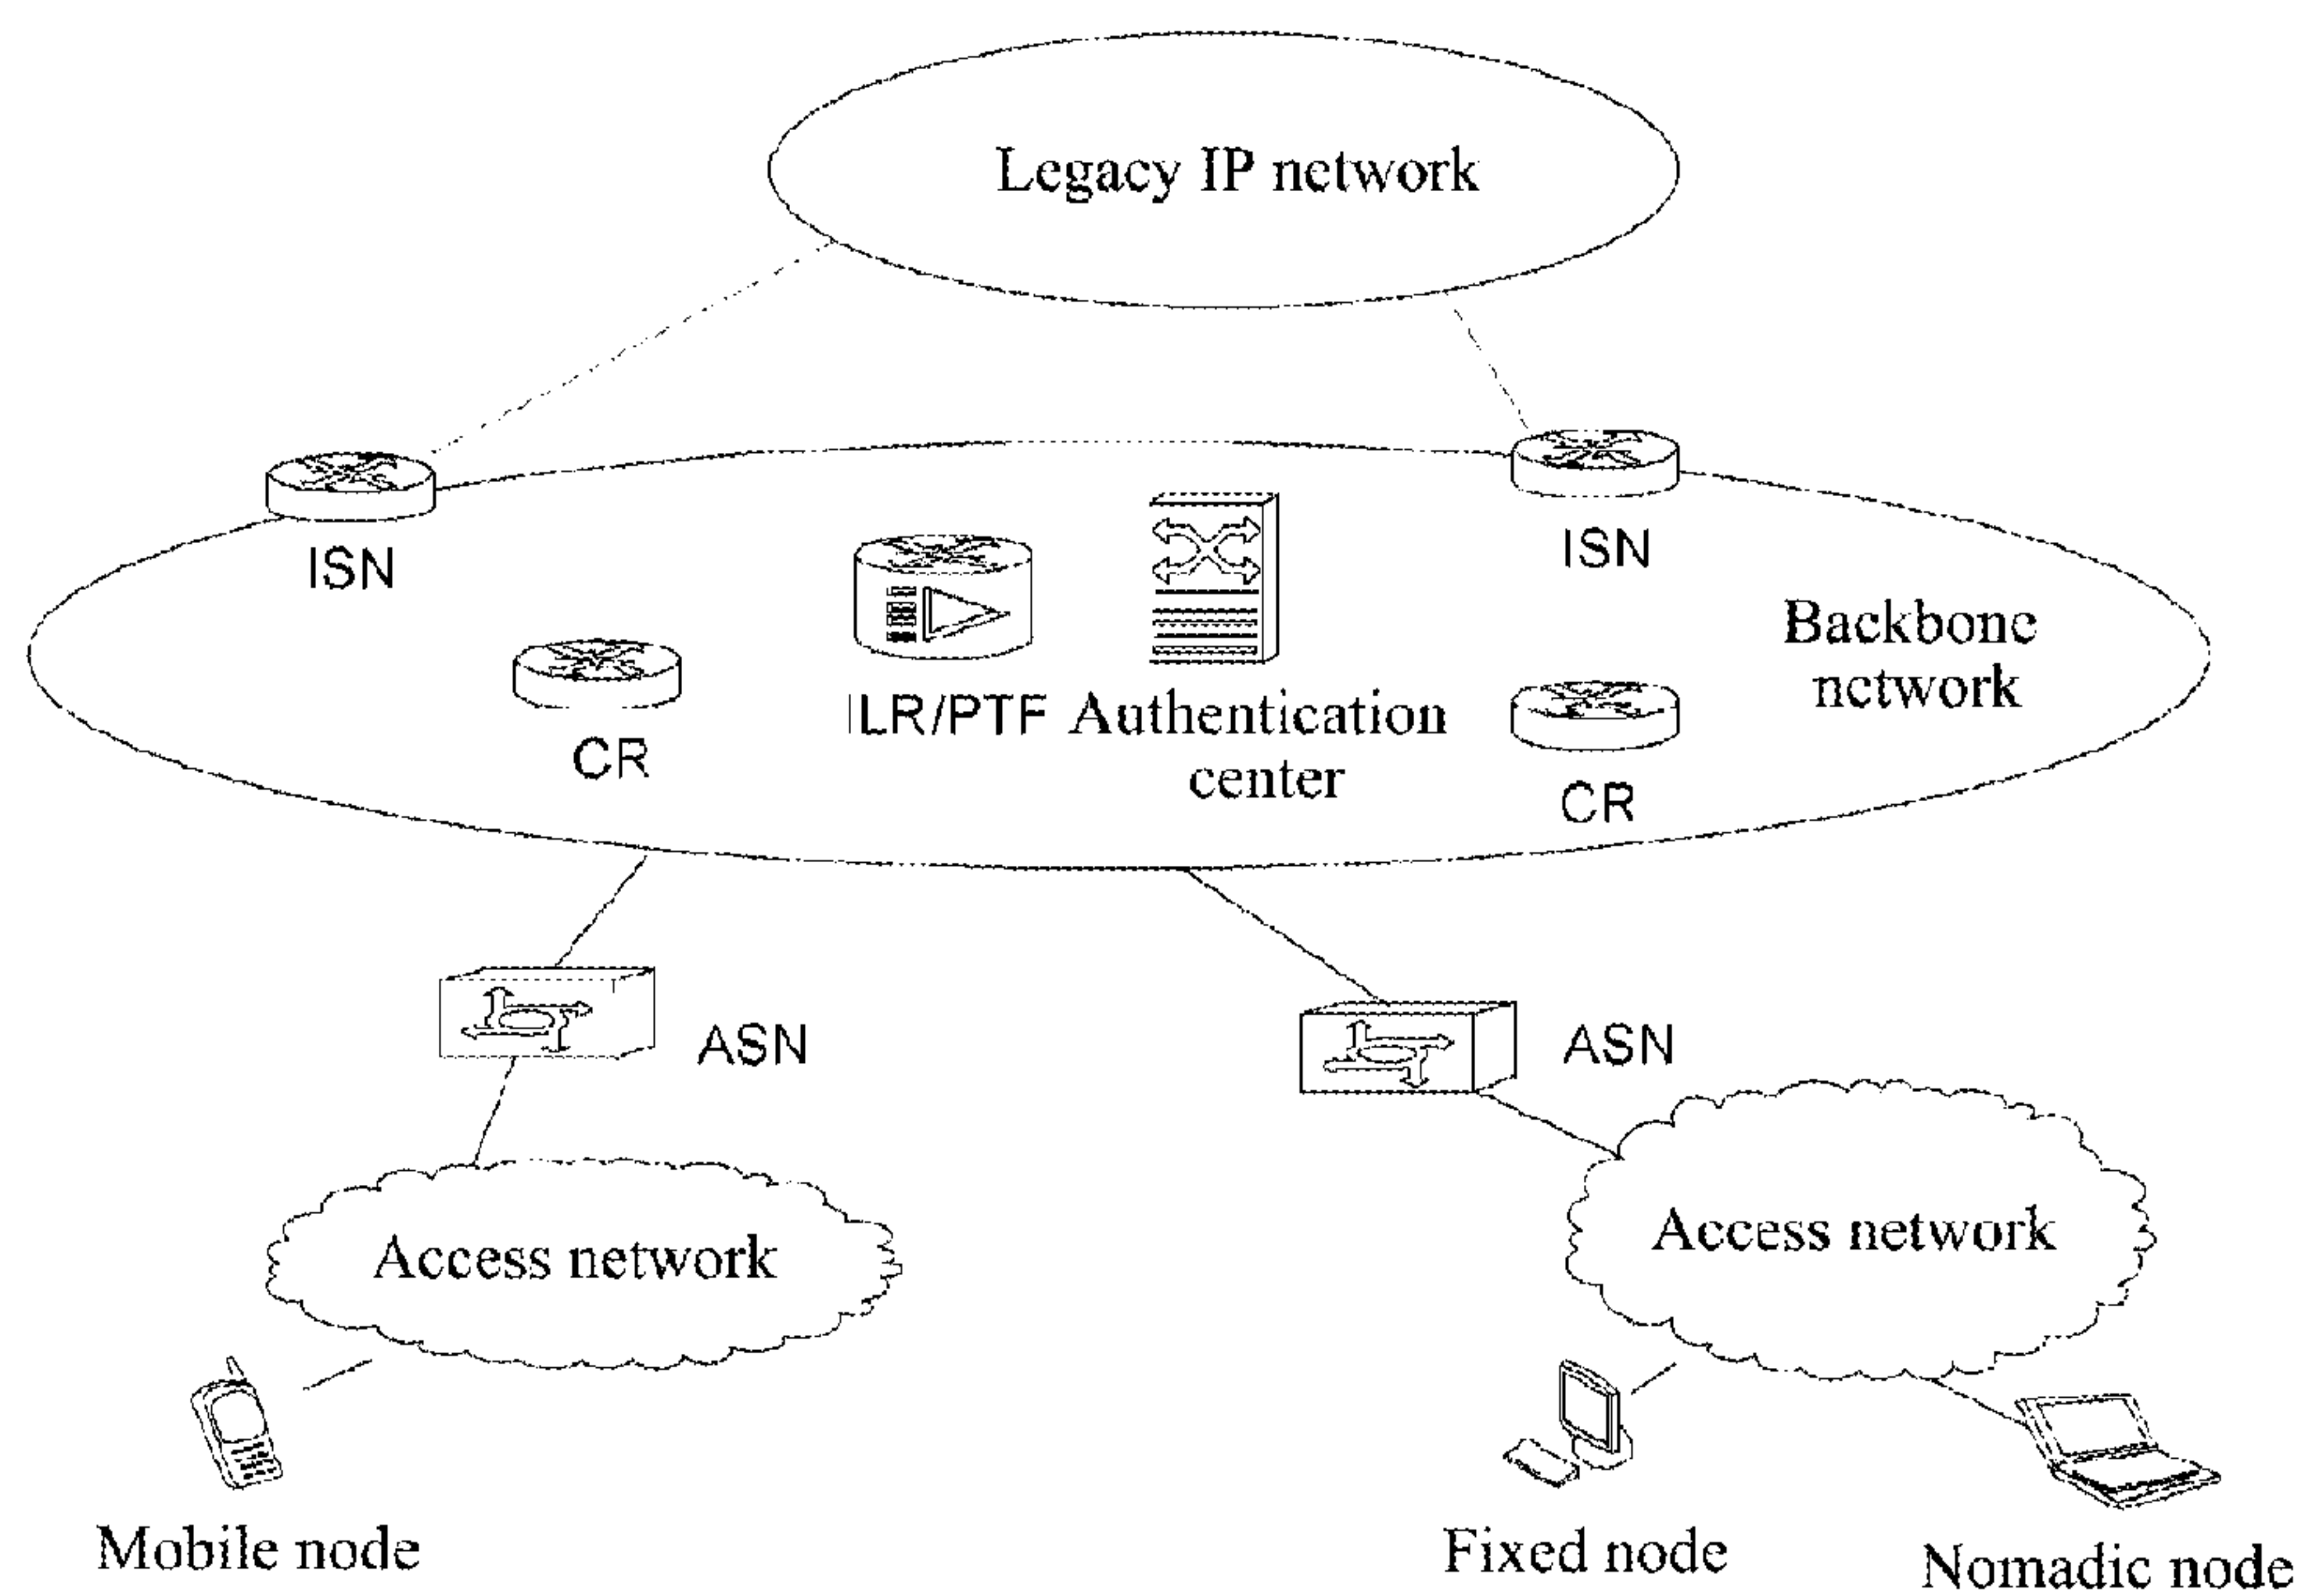 Legacy IP network
ISN
ISN
Backbone
network
ILR/PTF
Authentication
center
CR
CR
ASN
ASN
Access network
Access network
Mobile node
Fixed node
Nomadic node